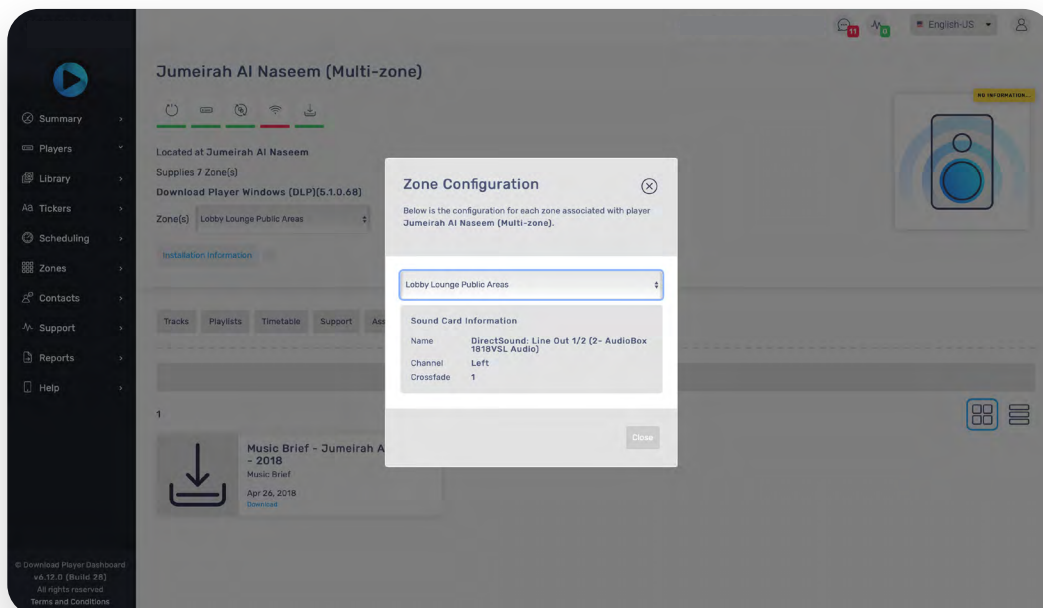 11
0
English-US
Summary
Players
Library
AB Tickers
Scheduling
Zones
Contacts
Support
Reports
Help
© Download Player Dashboard
v6.12.0 (Build 28)
All rights reserved
Terms and Conditions
Jumeirah Al Naseem (Multi-zone)
NO INFORMATION...
Located at Jumeirah Al Naseem
Supplies 7 Zone(s)
Download Player Windows (DLP)(5.1.0.68)
Zone(s) Lobby Lounge Public Areas
Installation Information
Tracks Playlists Timetable Support Ass
1
Music Brief - Jumeirah A
- 2018
Music Brief
Apr 26, 2018
Download
Zone Configuration
Below is the configuration for each zone associated with player
Jumeirah Al Naseem (Multi-zone).
Lobby Lounge Public Areas
Sound Card Information
Name DirectSound: Line Out 1/2 (2- AudioBox
1818VSL Audio)
Channel Left
Crossfade 1
Close